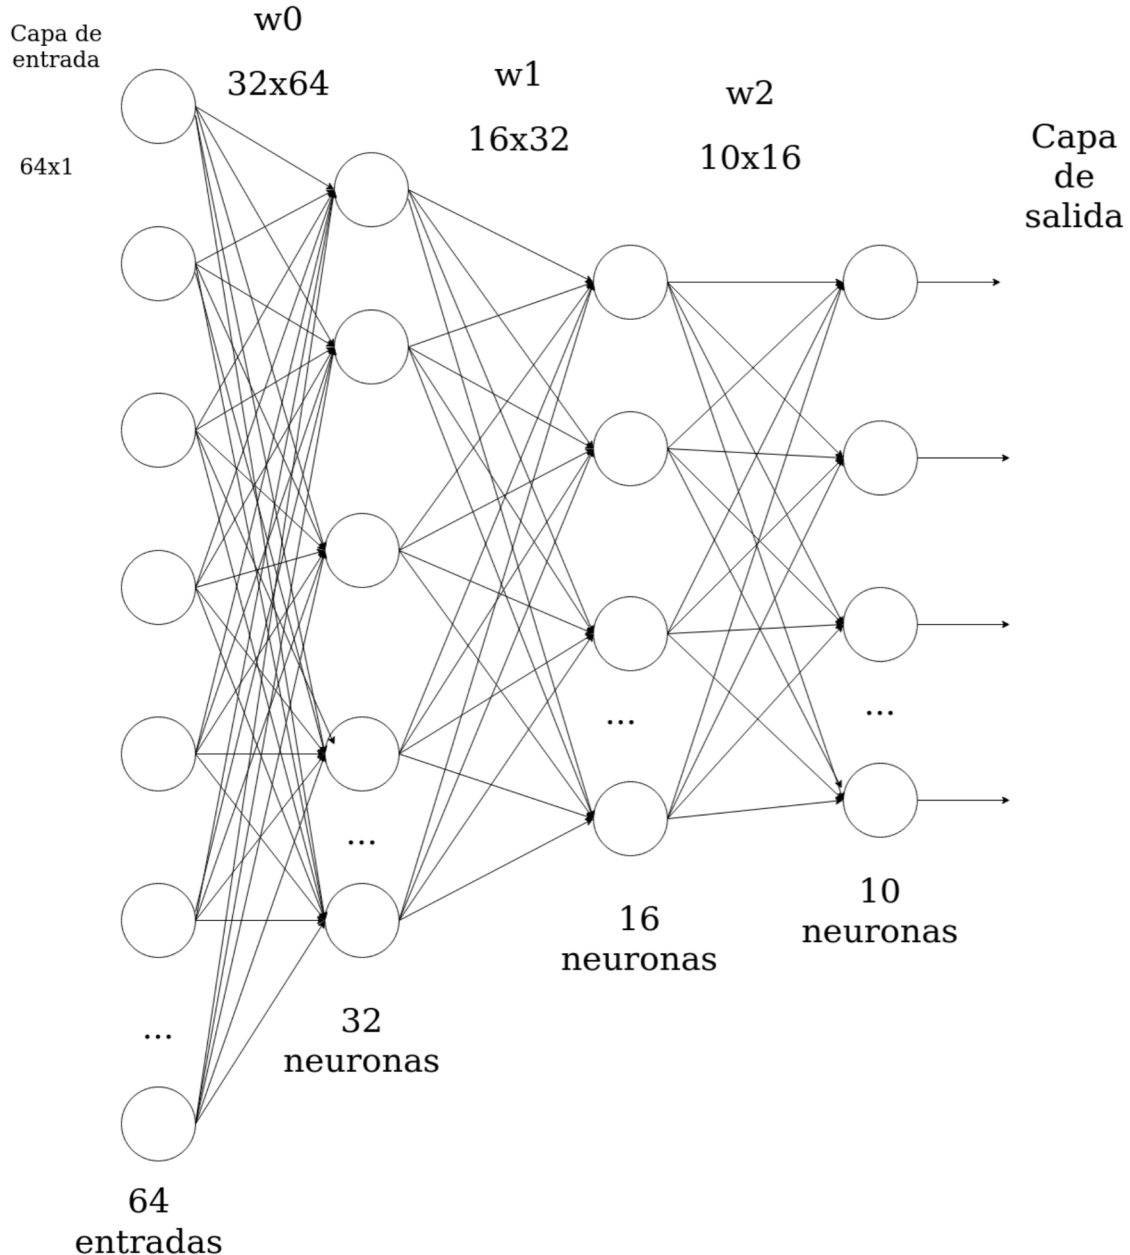 Capa de
entrada
64x1
w0
32x64
w1
16x32
w2
10x16
Capa
de
salida
...
...
...
...
10
neuronas
16
neuronas
32
neuronas
64
entradas